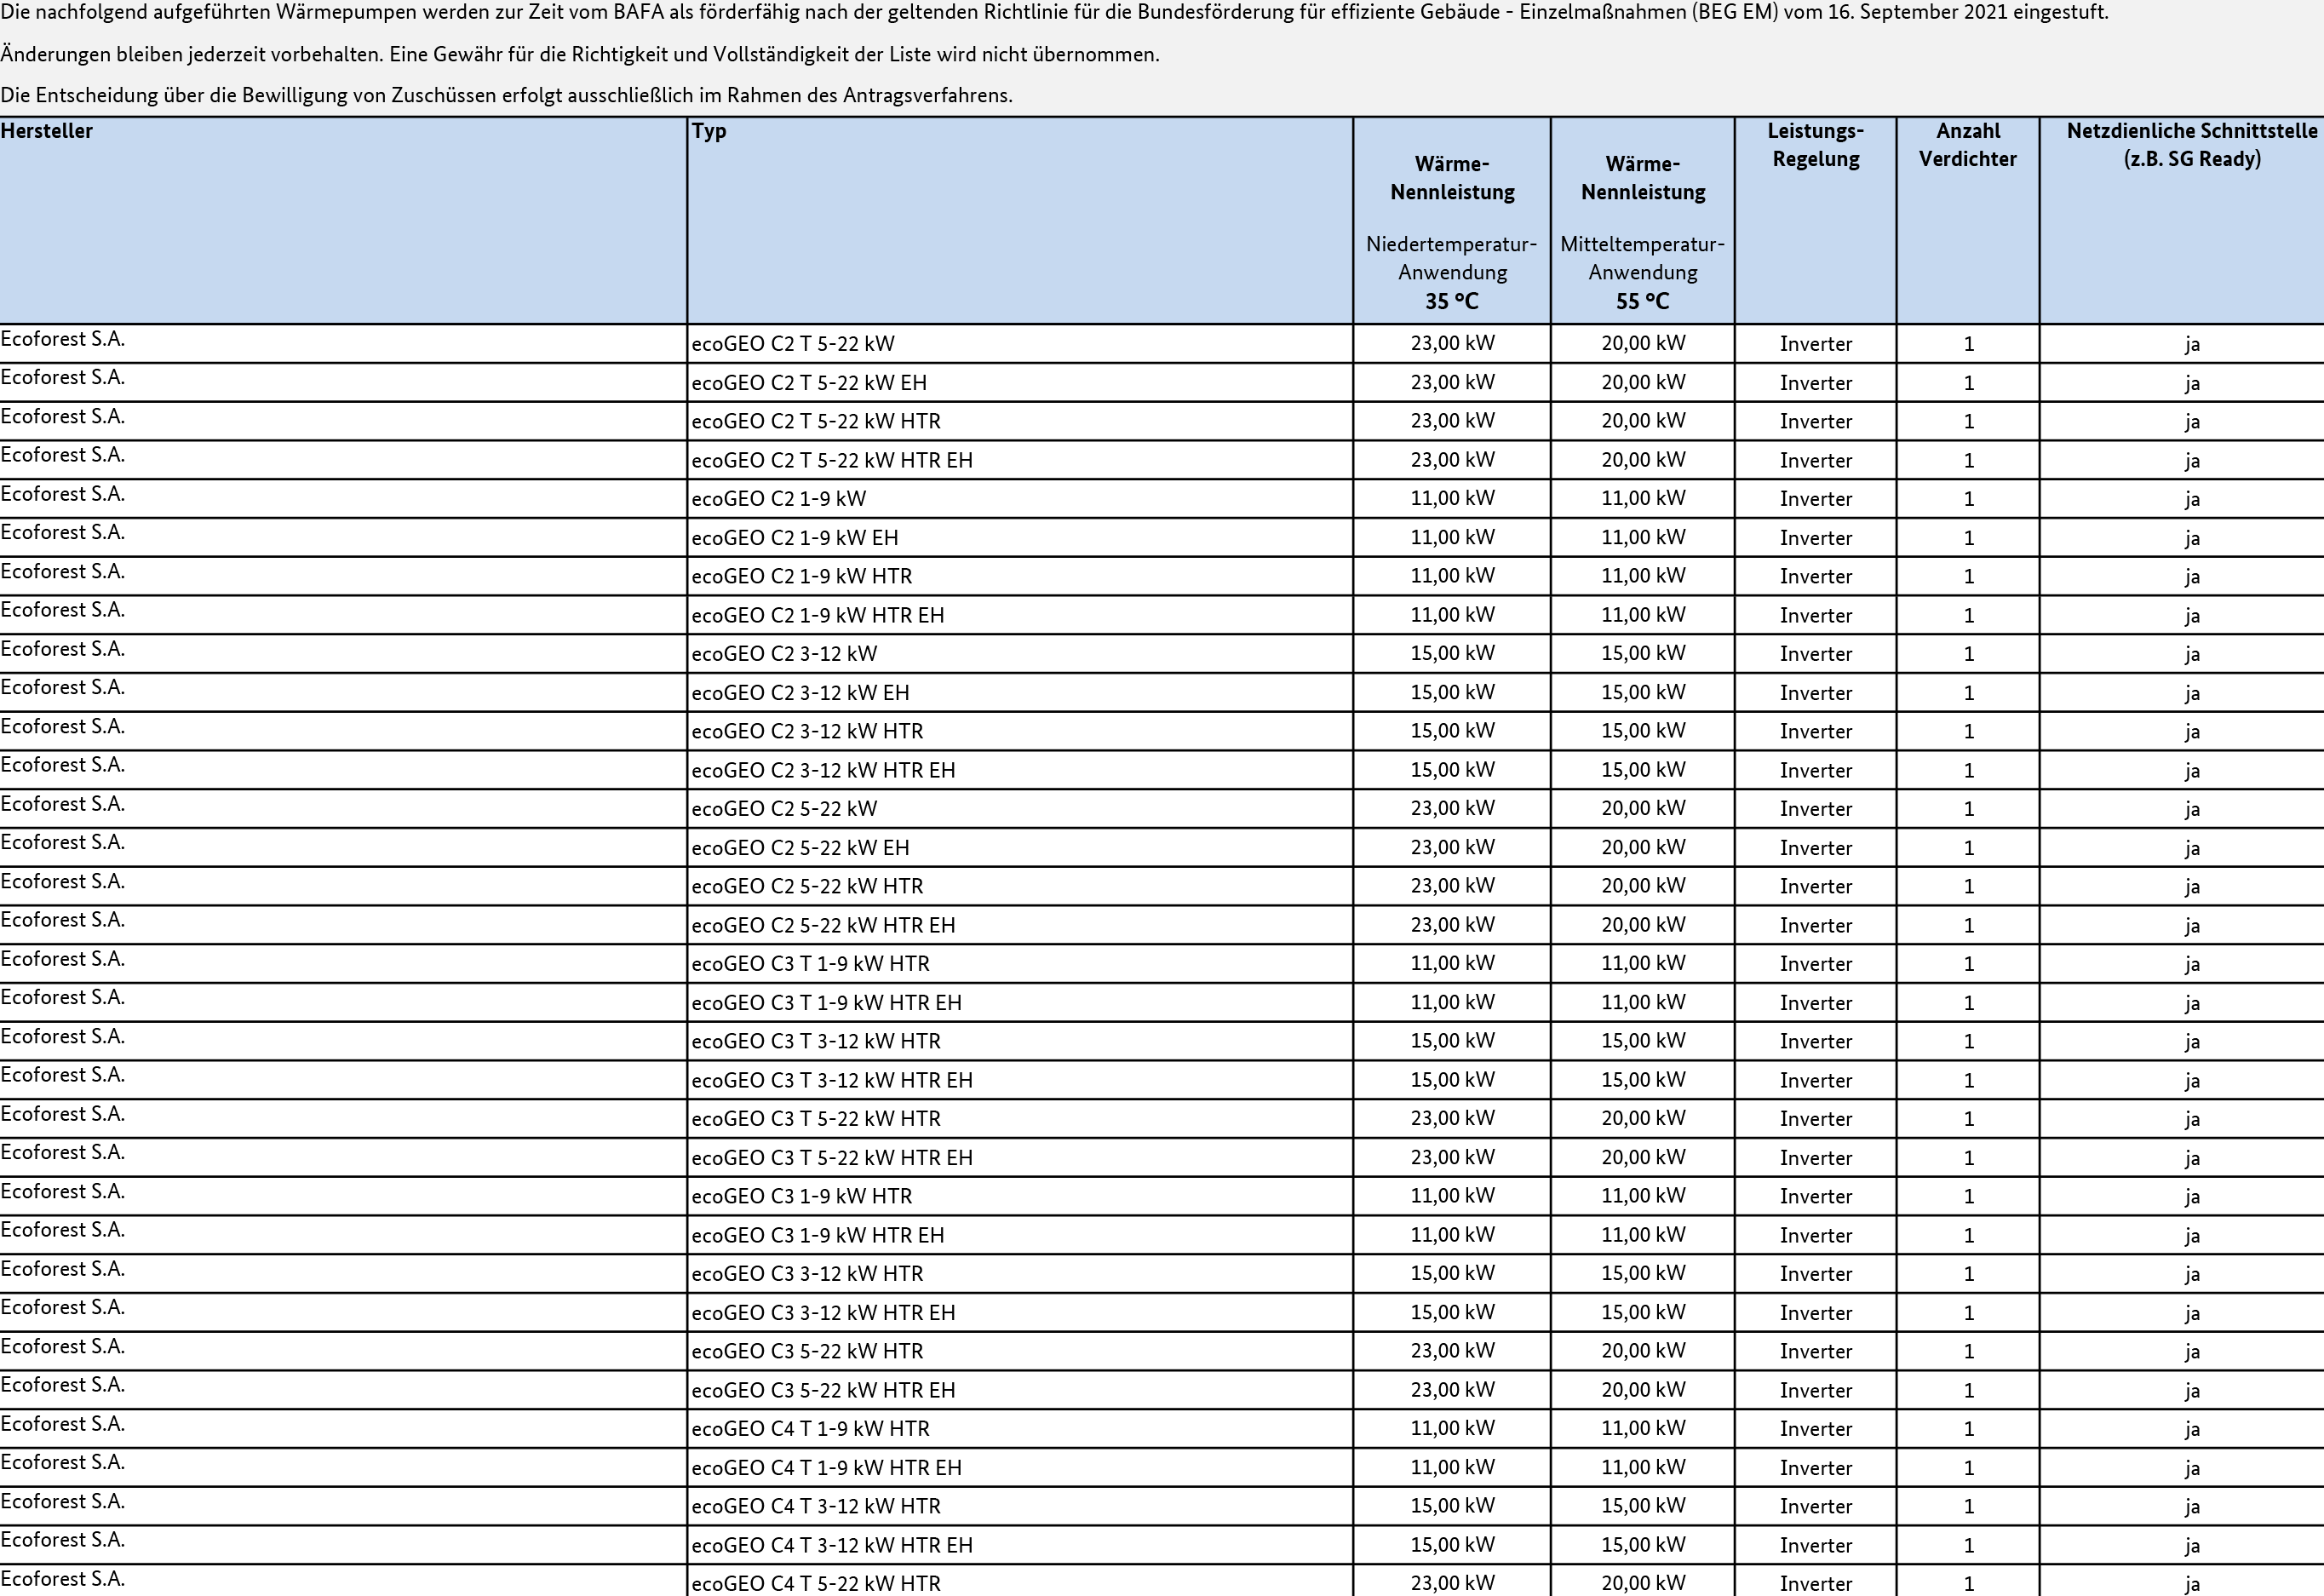 Die nachfolgend aufgeführten Wärmepumpen werden zur Zeit vom BAFA als förderfähig nach der geltenden Richtlinie für die Bundesförderung für effiziente Gebäude - Einzelmaßnahmen (BEG EM) vom 16. September 2021 eingestuft.
Änderungen bleiben jederzeit vorbehalten. Eine Gewähr für die Richtigkeit und Vollständigkeit der Liste wird nicht übernommen.
Die Entscheidung über die Bewilligung von Zuschüssen erfolgt ausschließlich im Rahmen des Antragsverfahrens.
Hersteller Typ Wärme-Nennleistung Niedertemperatur-Anwendung 35 °C Wärme-Nennleistung Mitteltemperatur-Anwendung 55 °C Leistungs-Regelung Anzahl Verdichter Netzdienliche Schnittstelle (z.B. SG Ready)
Ecoforest S.A. ecoGEO C2 T 5-22 kW 23,00 kW 20,00 kW Inverter 1 ja
Ecoforest S.A. ecoGEO C2 T 5-22 kW EH 23,00 kW 20,00 kW Inverter 1 ja
Ecoforest S.A. ecoGEO C2 T 5-22 kW HTR 23,00 kW 20,00 kW Inverter 1 ja
Ecoforest S.A. ecoGEO C2 T 5-22 kW HTR EH 23,00 kW 20,00 kW Inverter 1 ja
Ecoforest S.A. ecoGEO C2 1-9 kW 11,00 kW 11,00 kW Inverter 1 ja
Ecoforest S.A. ecoGEO C2 1-9 kW EH 11,00 kW 11,00 kW Inverter 1 ja
Ecoforest S.A. ecoGEO C2 1-9 kW HTR 11,00 kW 11,00 kW Inverter 1 ja
Ecoforest S.A. ecoGEO C2 1-9 kW HTR EH 11,00 kW 11,00 kW Inverter 1 ja
Ecoforest S.A. ecoGEO C2 3-12 kW 15,00 kW 15,00 kW Inverter 1 ja
Ecoforest S.A. ecoGEO C2 3-12 kW EH 15,00 kW 15,00 kW Inverter 1 ja
Ecoforest S.A. ecoGEO C2 3-12 kW HTR 15,00 kW 15,00 kW Inverter 1 ja
Ecoforest S.A. ecoGEO C2 3-12 kW HTR EH 15,00 kW 15,00 kW Inverter 1 ja
Ecoforest S.A. ecoGEO C2 5-22 kW 23,00 kW 20,00 kW Inverter 1 ja
Ecoforest S.A. ecoGEO C2 5-22 kW EH 23,00 kW 20,00 kW Inverter 1 ja
Ecoforest S.A. ecoGEO C2 5-22 kW HTR 23,00 kW 20,00 kW Inverter 1 ja
Ecoforest S.A. ecoGEO C2 5-22 kW HTR EH 23,00 kW 20,00 kW Inverter 1 ja
Ecoforest S.A. ecoGEO C3 T 1-9 kW HTR 11,00 kW 11,00 kW Inverter 1 ja
Ecoforest S.A. ecoGEO C3 T 1-9 kW HTR EH 11,00 kW 11,00 kW Inverter 1 ja
Ecoforest S.A. ecoGEO C3 T 3-12 kW HTR 15,00 kW 15,00 kW Inverter 1 ja
Ecoforest S.A. ecoGEO C3 T 3-12 kW HTR EH 15,00 kW 15,00 kW Inverter 1 ja
Ecoforest S.A. ecoGEO C3 T 5-22 kW HTR 23,00 kW 20,00 kW Inverter 1 ja
Ecoforest S.A. ecoGEO C3 T 5-22 kW HTR EH 23,00 kW 20,00 kW Inverter 1 ja
Ecoforest S.A. ecoGEO C3 1-9 kW HTR 11,00 kW 11,00 kW Inverter 1 ja
Ecoforest S.A. ecoGEO C3 1-9 kW HTR EH 11,00 kW 11,00 kW Inverter 1 ja
Ecoforest S.A. ecoGEO C3 3-12 kW HTR 15,00 kW 15,00 kW Inverter 1 ja
Ecoforest S.A. ecoGEO C3 3-12 kW HTR EH 15,00 kW 15,00 kW Inverter 1 ja
Ecoforest S.A. ecoGEO C3 5-22 kW HTR 23,00 kW 20,00 kW Inverter 1 ja
Ecoforest S.A. ecoGEO C3 5-22 kW HTR EH 23,00 kW 20,00 kW Inverter 1 ja
Ecoforest S.A. ecoGEO C4 T 1-9 kW HTR 11,00 kW 11,00 kW Inverter 1 ja
Ecoforest S.A. ecoGEO C4 T 1-9 kW HTR EH 11,00 kW 11,00 kW Inverter 1 ja
Ecoforest S.A. ecoGEO C4 T 3-12 kW HTR 15,00 kW 15,00 kW Inverter 1 ja
Ecoforest S.A. ecoGEO C4 T 3-12 kW HTR EH 15,00 kW 15,00 kW Inverter 1 ja
Ecoforest S.A. ecoGEO C4 T 5-22 kW HTR 23,00 kW 20,00 kW Inverter 1 ja